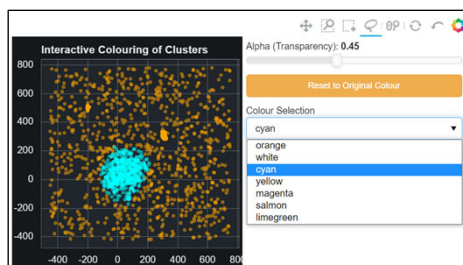 Interactive Colouring of Clusters
800
600
400
200
0
-200
-400
-400 -200 0 200 400 600 800
Alpha (Transparency): 0.45
Reset to Original Colour
Colour Selection
cyan
orange
white
cyan
yellow
magenta
salmon
limegreen